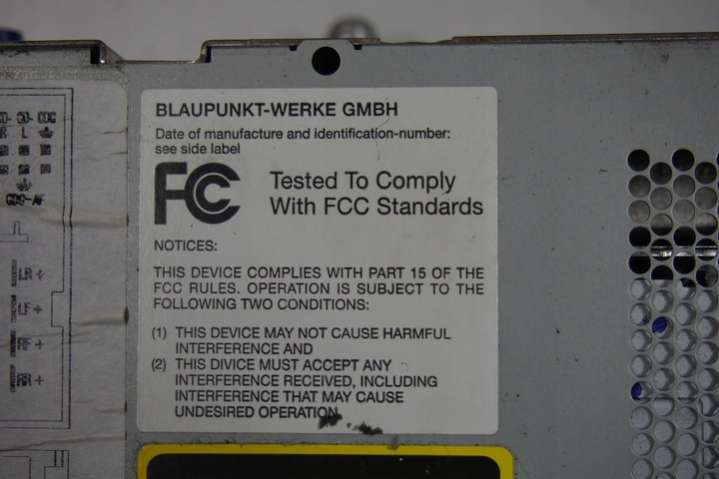 BLAUPUNKT-WERKE GMBH
Date of manufacture and identification-number:
see side label
FCC
Tested To Comply
With FCC Standards
NOTICES:
THIS DEVICE COMPLIES WITH PART 15 OF THE
FCC RULES. OPERATION IS SUBJECT TO THE
FOLLOWING TWO CONDITIONS:
(1) THIS DEVICE MAY NOT CAUSE HARMFUL
INTERFERENCE AND
(2) THIS DIVICE MUST ACCEPT ANY
INTERFERENCE RECEIVED, INCLUDING
INTERFERENCE THAT MAY CAUSE
UNDESIRED OPERATION
R L
LR +
LF +
RF +
RR +